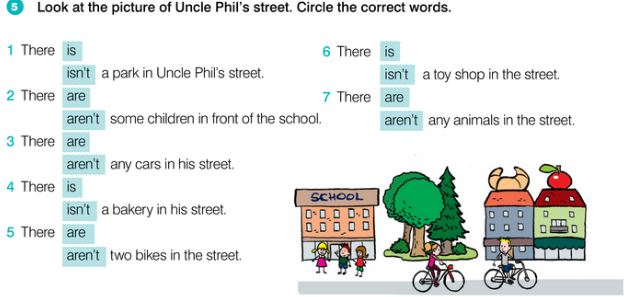 5 Look at the picture of Uncle Phil's street. Circle the correct words.
1 There is
isn't a park in Uncle Phil's street.
2 There are
aren't some children in front of the school.
3 There are
aren't any cars in his street.
4 There is
isn't a bakery in his street.
5 There are
aren't two bikes in the street.
6 There is
isn't a toy shop in the street.
7 There are
aren't any animals in the street.
SCHOOL